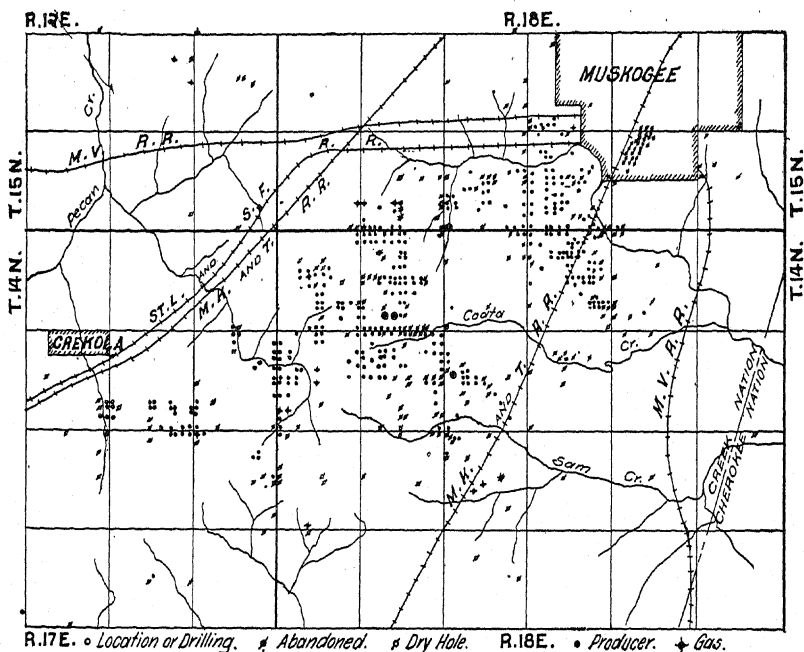 R.17E. R.18E.
MUSKOGEE
Cr.
M.V. R.R.
R. R.
Pecan
T.15N. T.15N.
S. F.
R.R.
T.14N. T.14N.
AND
AND T.
ST.L.
M.K.
Coata
R.R.
CREKOLA
Cr.
M.V. R.R.
AND T.
CREEK NATION
CHEROKEE NATION
Sam Cr.
M.K.
R.17E. Location or Drilling. Abandoned. Dry Hole. R.18E. Producer. Gas.